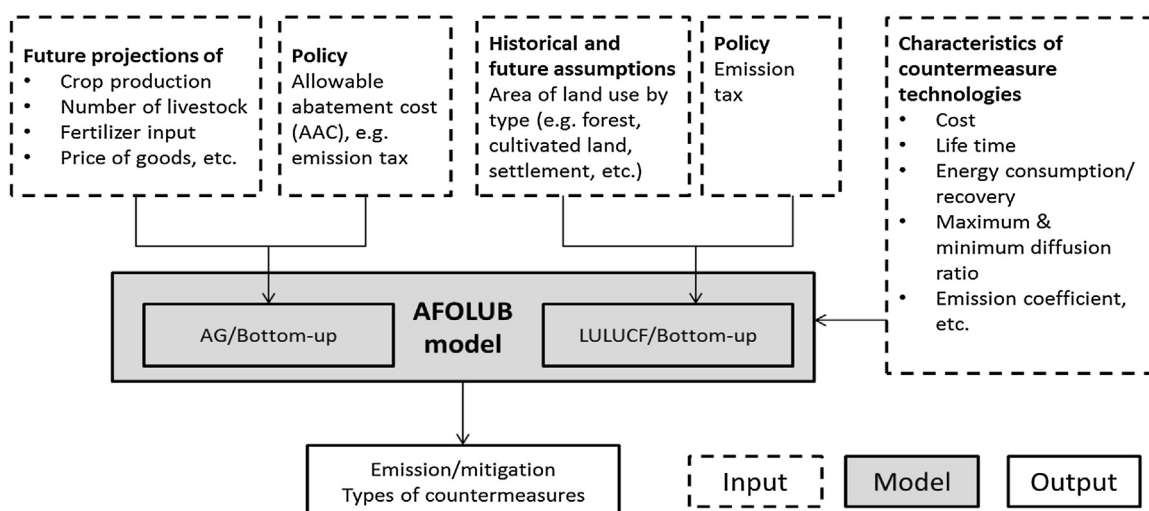 Future projections of
• Crop production
• Number of livestock
• Fertilizer input
• Price of goods, etc.
Policy
Allowable
abatement cost
(AAC), e.g.
emission tax
Historical and
future assumptions
Area of land use by
type (e.g. forest,
cultivated land,
settlement, etc.)
Policy
Emission
tax
Characteristics of
countermeasure
technologies
• Cost
• Life time
• Energy consumption/
recovery
• Maximum &
minimum diffusion
ratio
• Emission coefficient,
etc.
AG/Bottom-up
AFOLUB
model
LULUCF/Bottom-up
Emission/mitigation
Types of countermeasures
Input
Model
Output